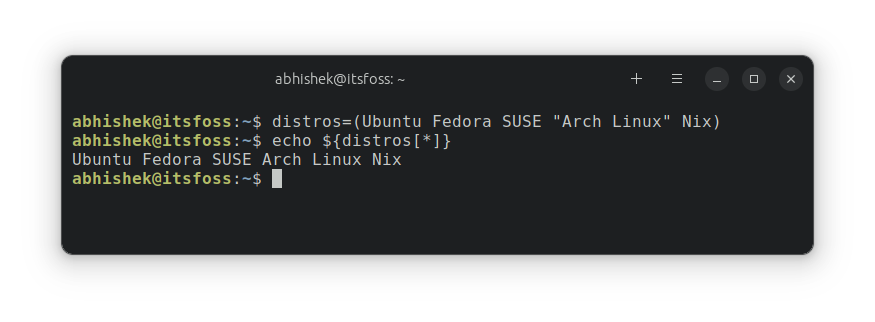 abhishek@itsfoss: ~
abhishek@itsfoss:~$ distros=(Ubuntu Fedora SUSE "Arch Linux" Nix)
abhishek@itsfoss:~$ echo ${distros[*]}
Ubuntu Fedora SUSE Arch Linux Nix
abhishek@itsfoss:~$